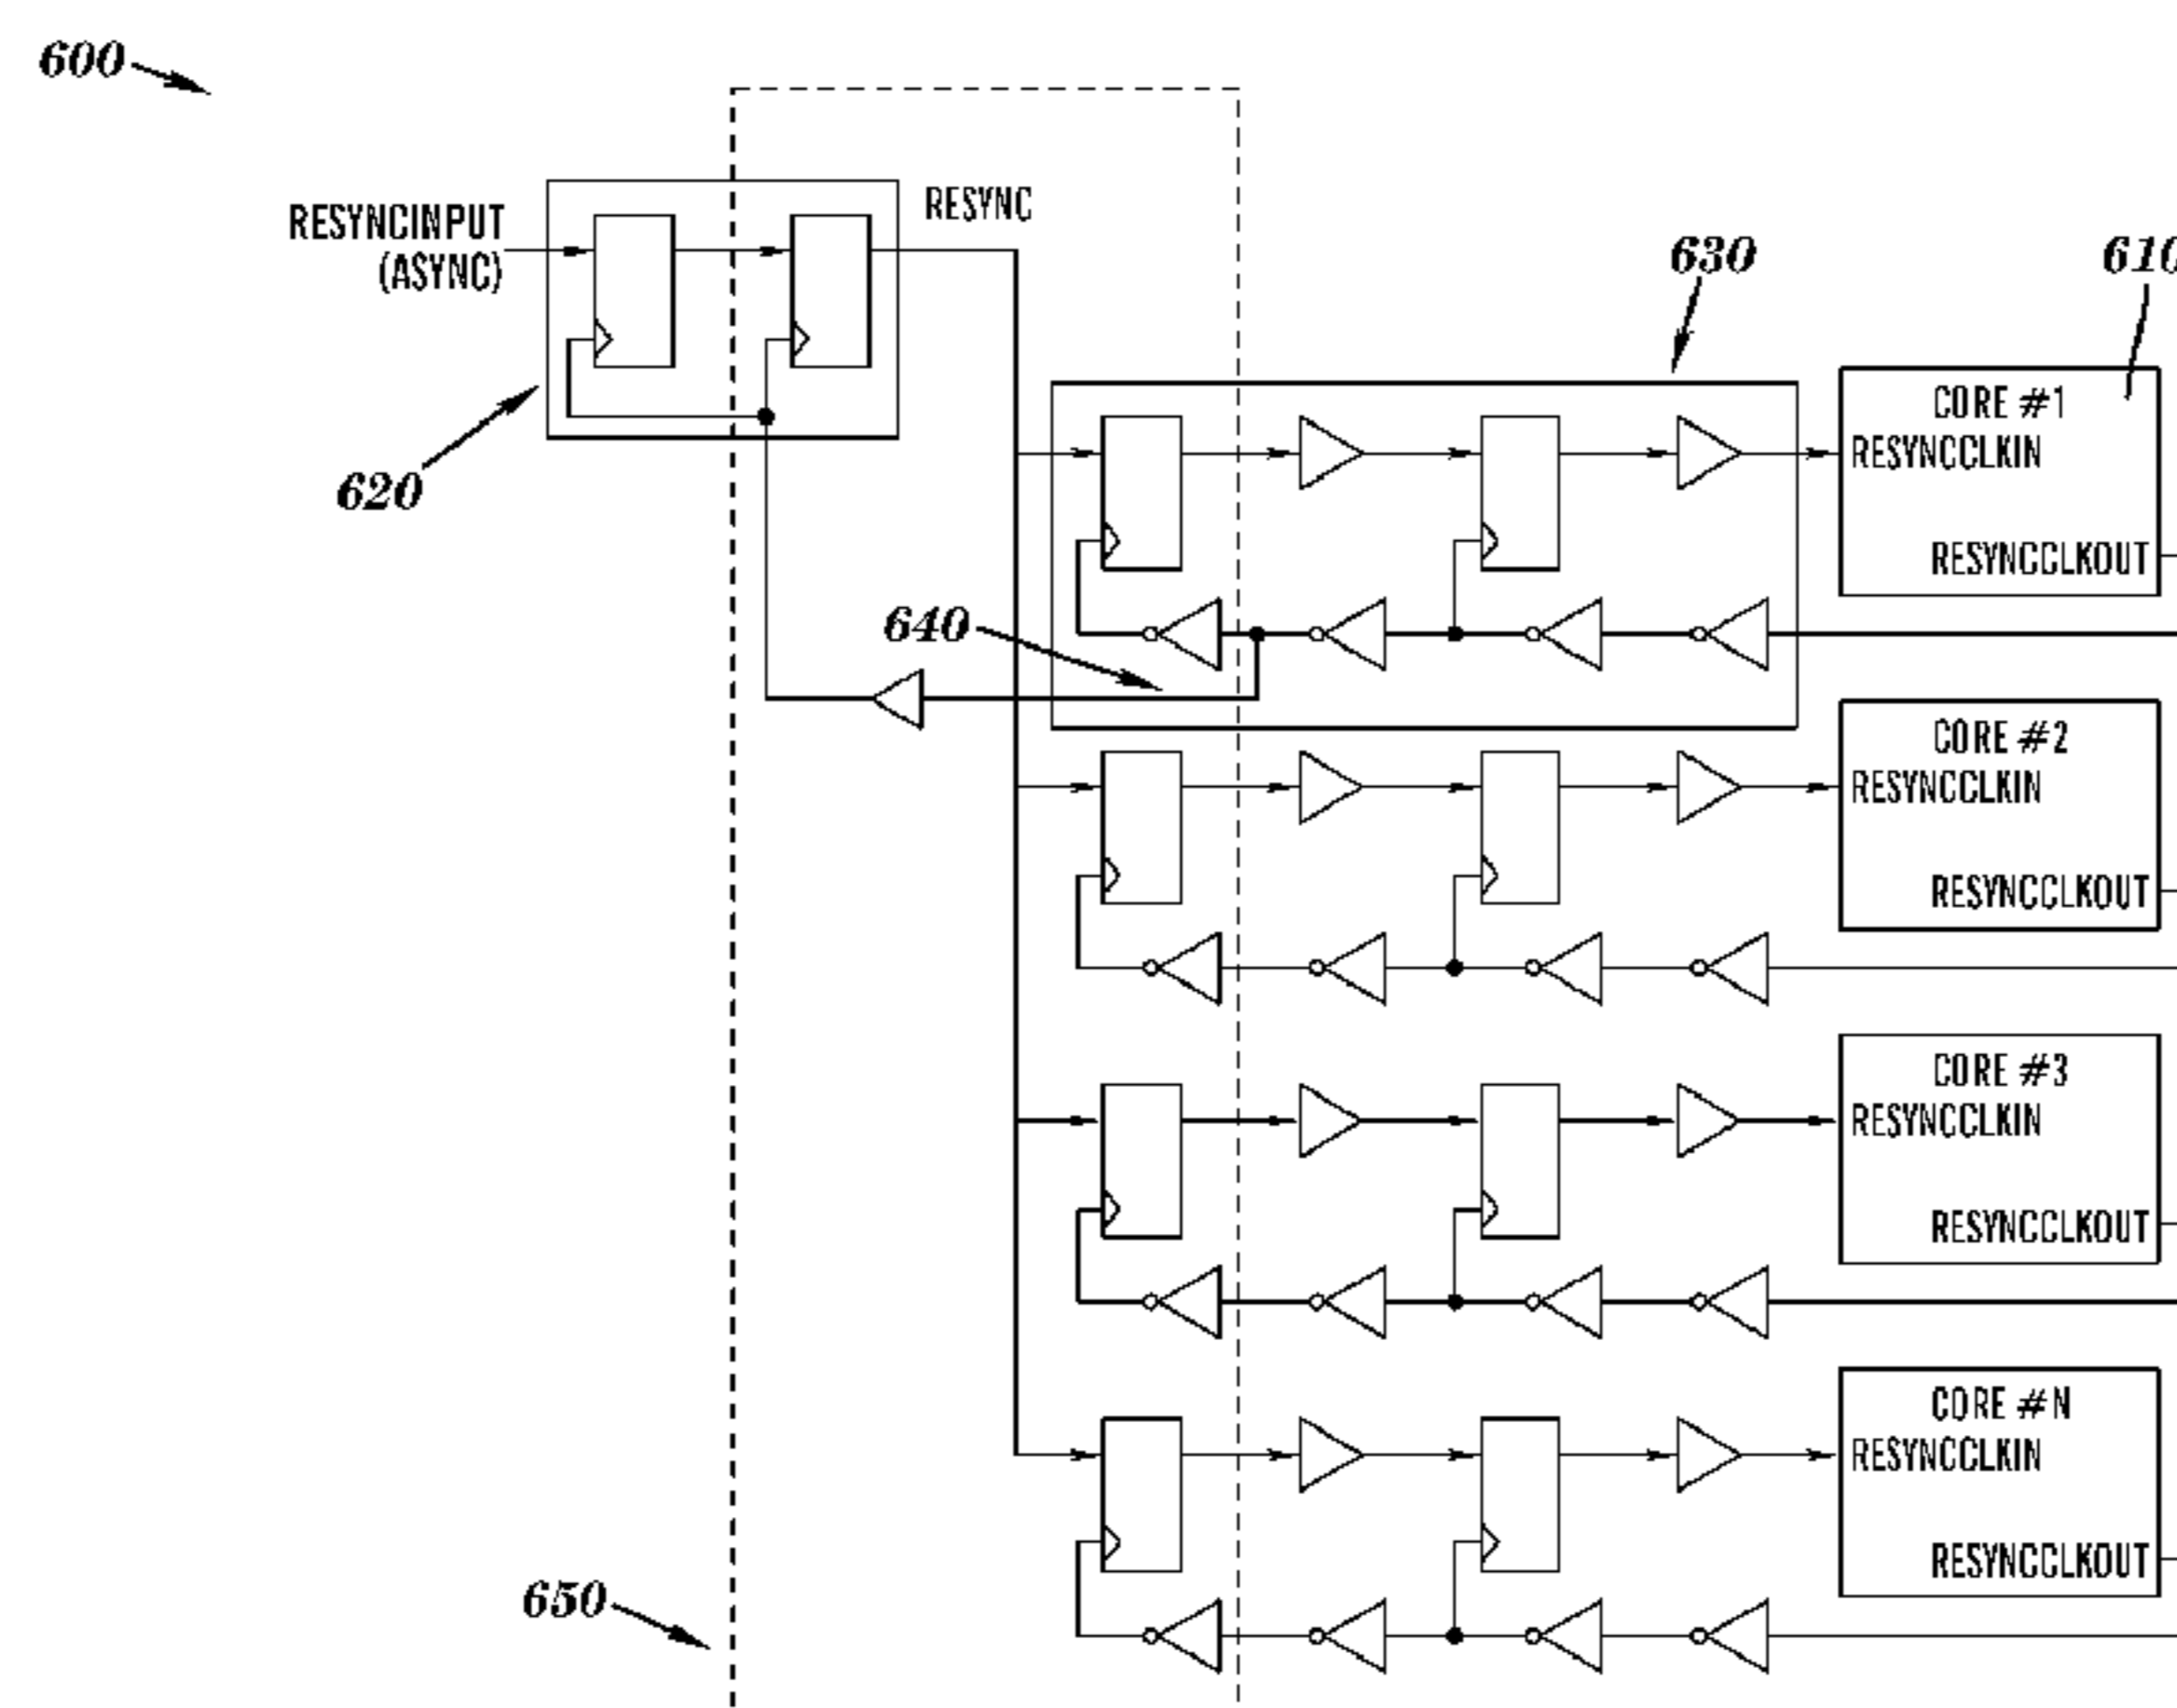 600
RESYNCINPUT
(ASYNC)
RESYNC
620
630
610
CORE #1
RESYNCCLKIN
RESYNCCLKOUT
640
CORE #2
RESYNCCLKIN
RESYNCCLKOUT
CORE #3
RESYNCCLKIN
RESYNCCLKOUT
CORE #N
RESYNCCLKIN
RESYNCCLKOUT
650